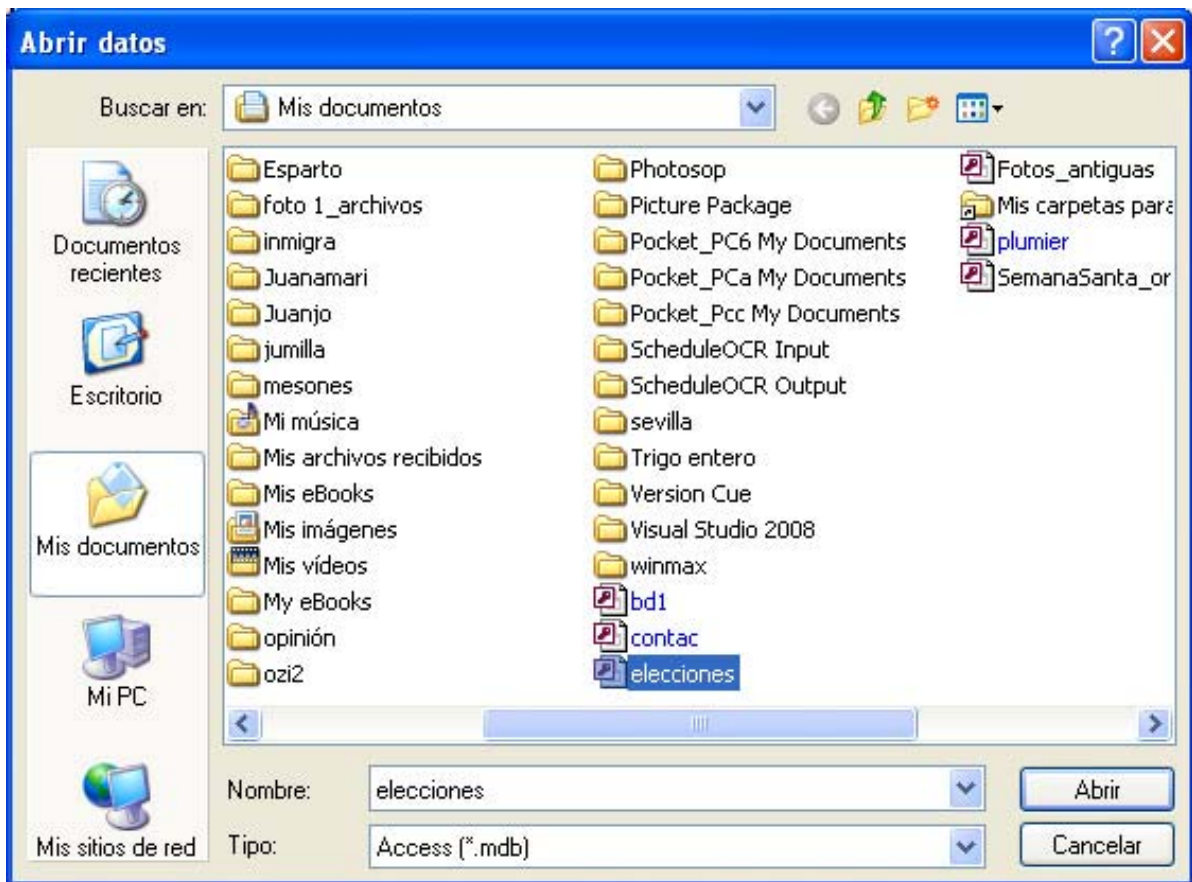 Abrir datos
Buscar en:
Mis documentos
Documentos
recientes
Escritorio
Mis documentos
Mi PC
Mis sitios de red
Esparto
foto 1_archivos
inmigra
Juanamari
Juanjo
jumilla
mesones
Mi música
Mis archivos recibidos
Mis eBooks
Mis imágenes
Mis vídeos
My eBooks
opinión
ozi2
Photosop
Picture Package
Pocket_PC6 My Documents
Pocket_PCa My Documents
Pocket_Pcc My Documents
ScheduleOCR Input
ScheduleOCR Output
sevilla
Trigo entero
Version Cue
Visual Studio 2008
winmax
bd1
contac
elecciones
Fotos_antiguas
Mis carpetas para
plumier
SemanaSanta_or
Nombre:
elecciones
Abrir
Tipo:
Access (*.mdb)
Cancelar